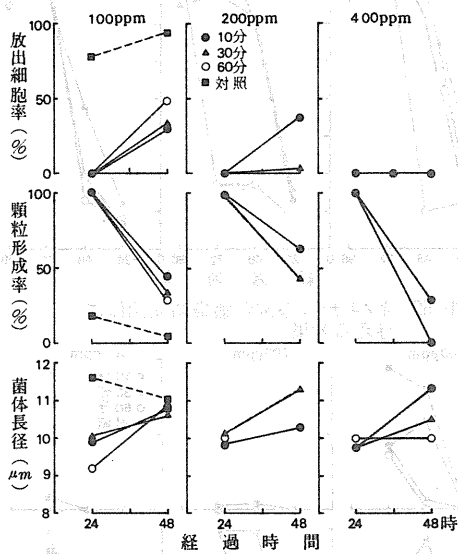 100ppm 200ppm 400ppm
放出細胞率(%)
100
50
0
10分
30分
60分
対照
顆粒形成率(%)
100
50
0
菌体長径(μm)
12
11
10
9
8
24 48 24 48 24 48時
経過時間